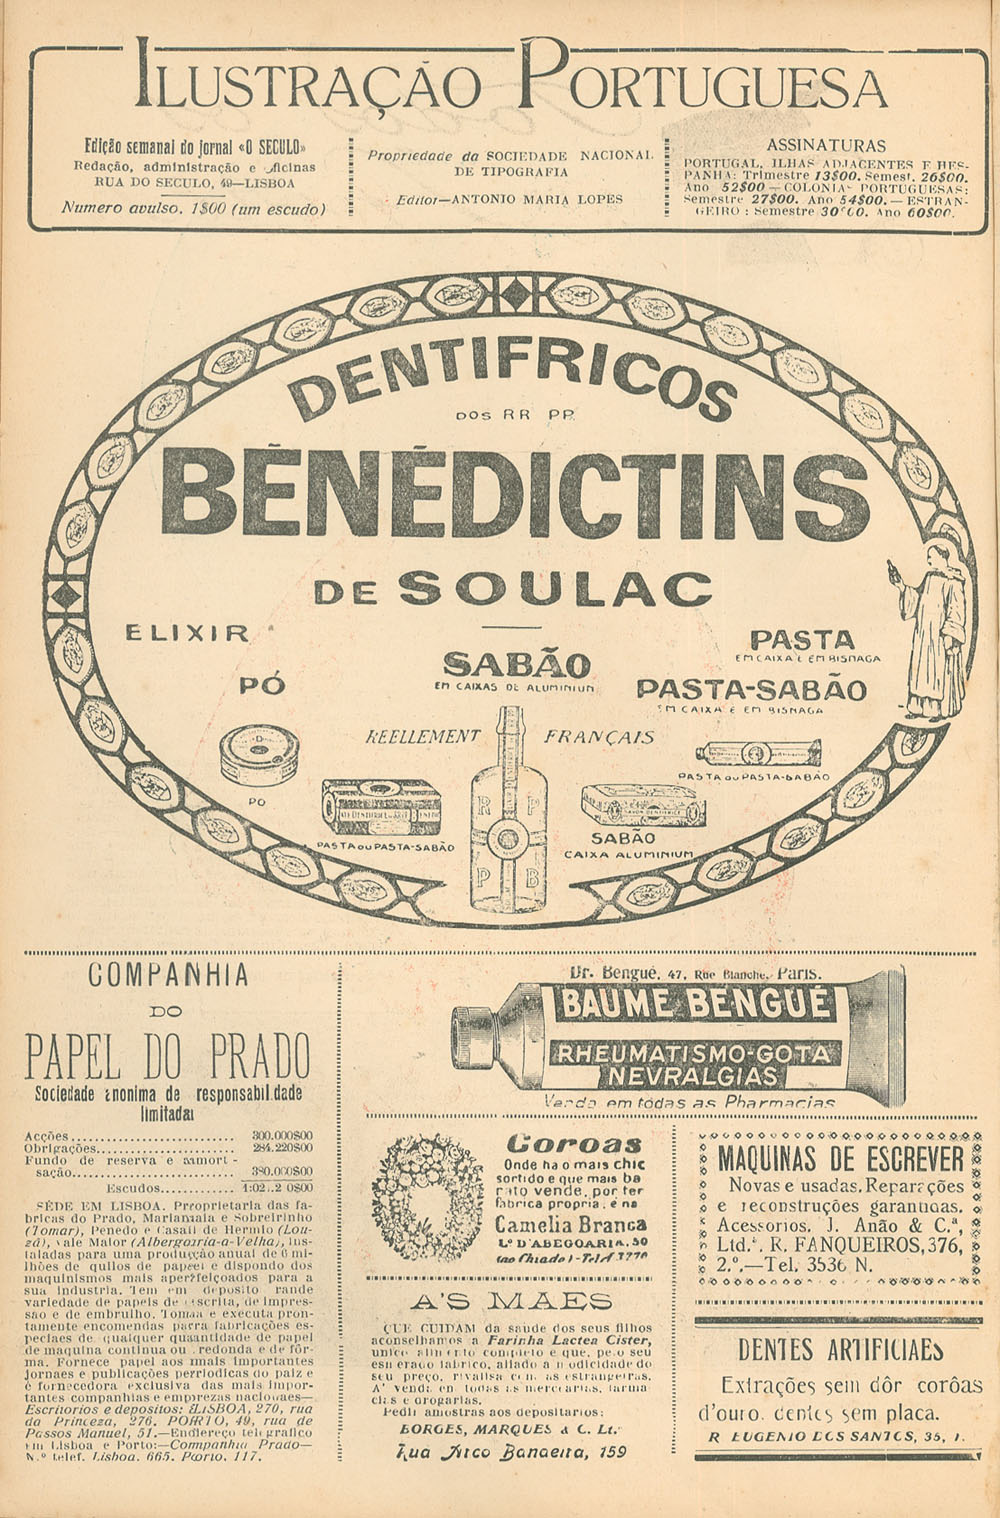 ILUSTRAÇÃO PORTUGUESA
Edição semanal do jornal «O SECULO»
Redação, administração e oficinas
RUA DO SECULO, 49—LISBOA
Numero avulso, 1$00 (um escudo)
Propriedade da SOCIEDADE NACIONAL
DE TIPOGRAFIA
Editor—ANTONIO MARIA LOPES
ASSINATURAS
PORTUGAL, ILHAS ADJACENTES E HES-
PANHA: Trimestre 13$00. Semest. 26$00.
Ano 52$00—COLONIAS PORTUGUESAS:
Semestre 27$00. Ano 54$00.—ESTRAN-
GEIRO: Semestre 30$00. Ano 60$00.
DENTIFRICOS
DOS RR PP
BÉNÉDICTINS
DE SOULAC
ELIXIR
PÓ
SABÃO
EM CAIXAS DE ALUMINIUM
PASTA
EM CAIXA E EM BISNAGA
PASTA-SABÃO
EM CAIXA E EM BISNAGA
REELLEMENT FRANÇAIS
PO
PASTA OU PASTA-SABÃO
R P
P B
SABÃO
CAIXA ALUMINIUM
PASTA OU PASTA-SABÃO
COMPANHIA
DO
PAPEL DO PRADO
Sociedade anonima de responsabilidade
limitada
Acções.......................... 300.000$00
Obrigações...................... 284.220$00
Fundo de reserva e amort-
sação........................
Escudos............
SÉDE EM LISBOA. Propriotaria das fa-
bricas do Prado, Marianaia e Sobreirinho
(Tomar), Penedo e Casal de Hermio (Lou-
zã), Vale Maior (Albergaria-a-Velha), ins-
taladas para uma producção anual de 6 mi-
lhões de quilos de papel e dispondo dos
maquinismos mais aperfeiçoados para a
sua industria. Tem em deposito rande
variedade de papeis de escrita, de impres-
são e de embrulho. Toma e executa pron-
tamente encomendas para fabricações es-
peciaes de qualquer quantidade de papel
de maquina continua ou redonda e de fôr-
ma. Fornece papel aos mais importantes
jornaes e publicações periodicas do paiz e
é fornecedora exclusiva das mais impor-
tantes companhias e emprezas nacionaes—
Escritorios e depositos: LISBOA, 270, rua
da Princeza, 276. PORTO, 49, rua de
Passos Manuel, 51.—Endereço telegrafico
em Lisboa e Porto:—Companhia Prado—
N.º telef. Lisboa. 605. Porto, 117.
Dr. Bengué, 47, Rue Blanche, Paris.
BAUME BENGUÉ
RHEUMATISMO-GOTA
NEVRALGIAS
Venda em todas as Pharmacias
Coroas
Onde ha o mais chic
sortido e que mais ba
rato vende, por ter
fabrica propria, é na
Camelia Branca
L.º D'ABEGOARIA, 50
(ao Chiado)-Telef. 3270
A'S MAES
QUE CUIDAM da saude dos seus filhos
aconselhamos a Farinha Lactea Cister,
unico alimento completo e que, pelo seu
esmerado fabrico, aliado a modicidade do
seu preço, rivalisa com as estrangeiras.
A' venda em todas as mercearias, farma-
cias e drogarias.
Pedir amostras aos depositarios:
BORGES, MARQUES & C. Lt.ª
Rua Arco Bandeira, 159
MAQUINAS DE ESCREVER
Novas e usadas. Reparações
e reconstruções garantidas.
Acessorios. J. Anão & C.ª,
Ltd.ª. R. FANQUEIROS, 376,
2.º.—Tel. 3536 N.
DENTES ARTIFICIAES
Extrações sem dôr corôas
d'ouro, dentes sem placa.
R EUGENIO DOS SANTOS, 35, 1.